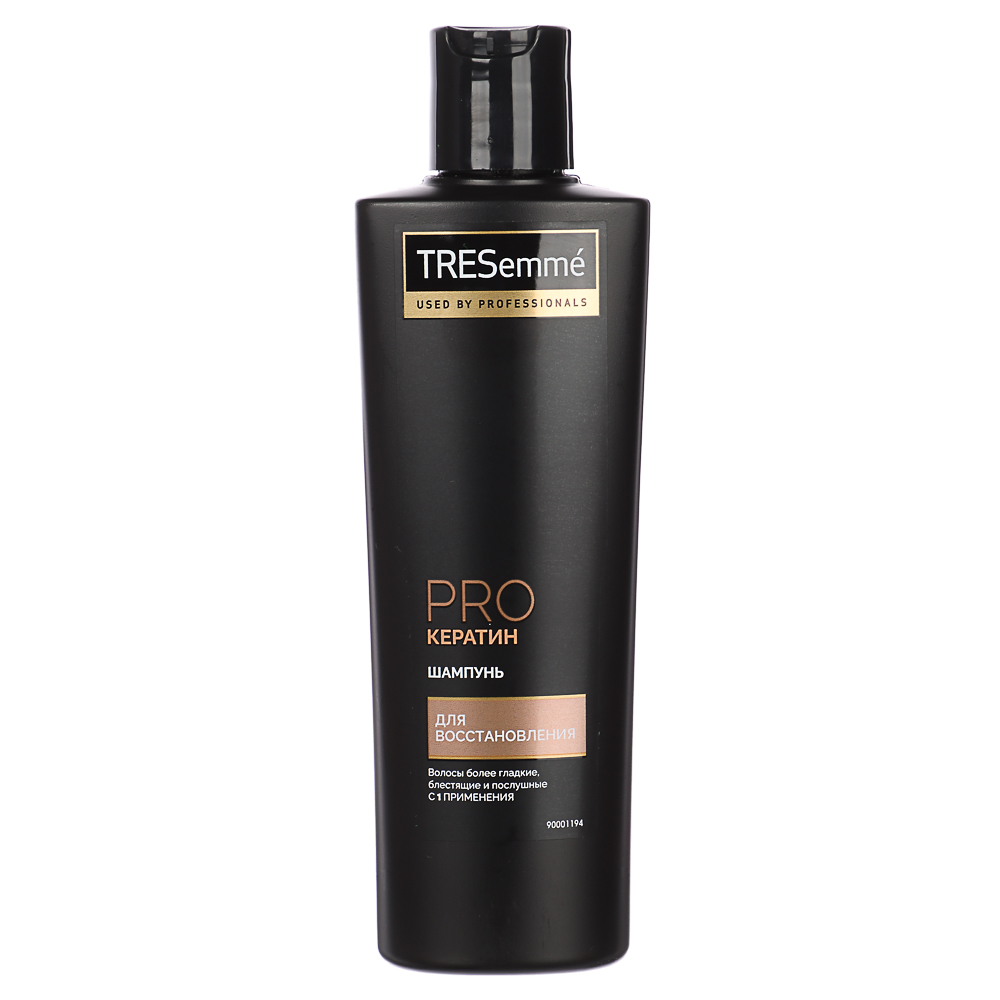 TRESemmé
USED BY PROFESSIONALS
PRO
КЕРАТИН
ШАМПУНЬ
ДЛЯ
ВОССТАНОВЛЕНИЯ
Волосы более гладкие,
блестящие и послушные
С 1 ПРИМЕНЕНИЯ
90001194